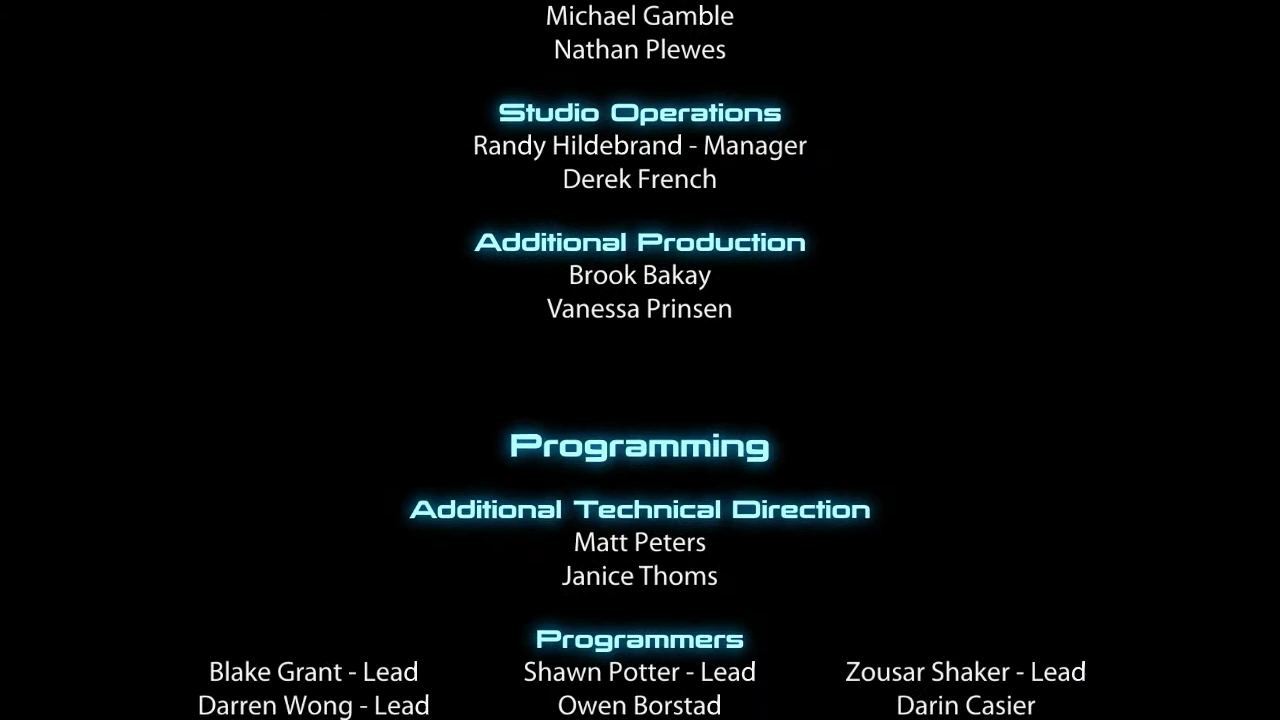 Michael Gamble
Nathan Plewes
Studio Operations
Randy Hildebrand - Manager
Derek French
Additional Production
Brook Bakay
Vanessa Prinsen
Programming
Additional Technical Direction
Matt Peters
Janice Thoms
Programmers
Blake Grant - Lead Shawn Potter - Lead Zousar Shaker - Lead
Darren Wong - Lead Owen Borstad Darin Casier